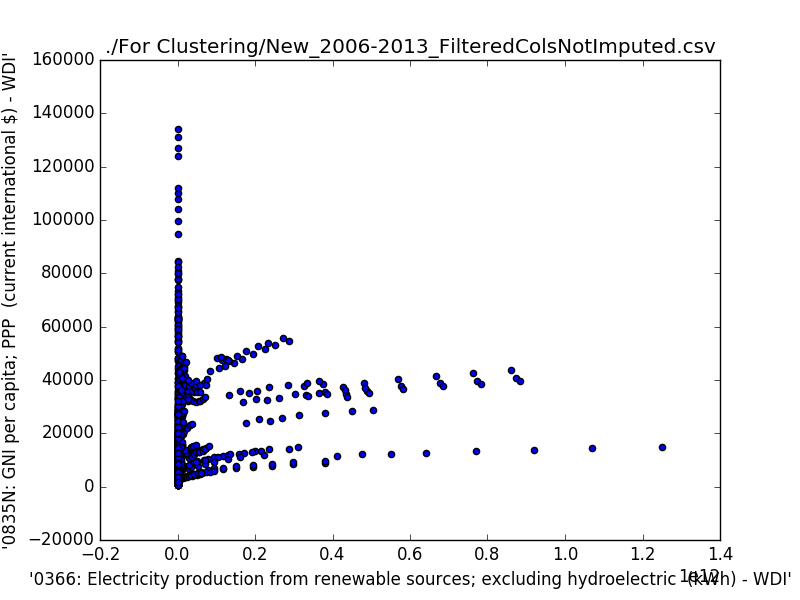 ./For Clustering/New_2006-2013_FilteredColsNotImputed.csv
'0835N: GNI per capita; PPP (current international $) - WDI'
160000
140000
120000
100000
80000
60000
40000
20000
0
−20000
−0.2 0.0 0.2 0.4 0.6 0.8 1.0 1.2 1.4
1e12
'0366: Electricity production from renewable sources; excluding hydroelectric (kWh) - WDI'